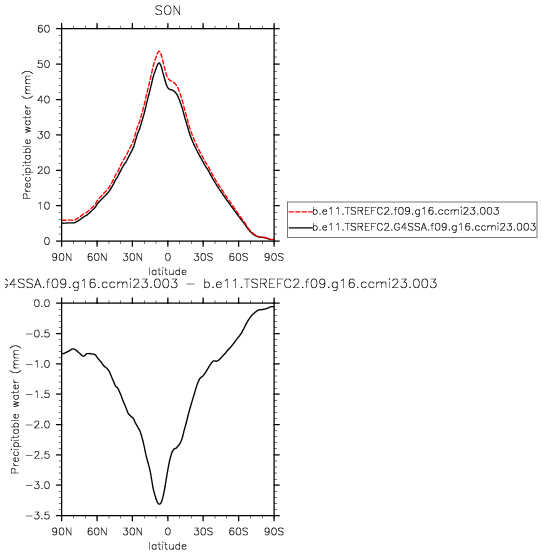 SON
60
50
40
30
20
10
0
Precipitable water (mm)
90N 60N 30N 0 30S 60S 90S
latitude
b.e11.TSREFC2.f09.g16.ccmi23.003
b.e11.TSREFC2.G4SSA.f09.g16.ccmi23.003
G4SSA.f09.g16.ccmi23.003 − b.e11.TSREFC2.f09.g16.ccmi23.003
0.0
−0.5
−1.0
−1.5
−2.0
−2.5
−3.0
−3.5
Precipitable water (mm)
90N 60N 30N 0 30S 60S 90S
latitude